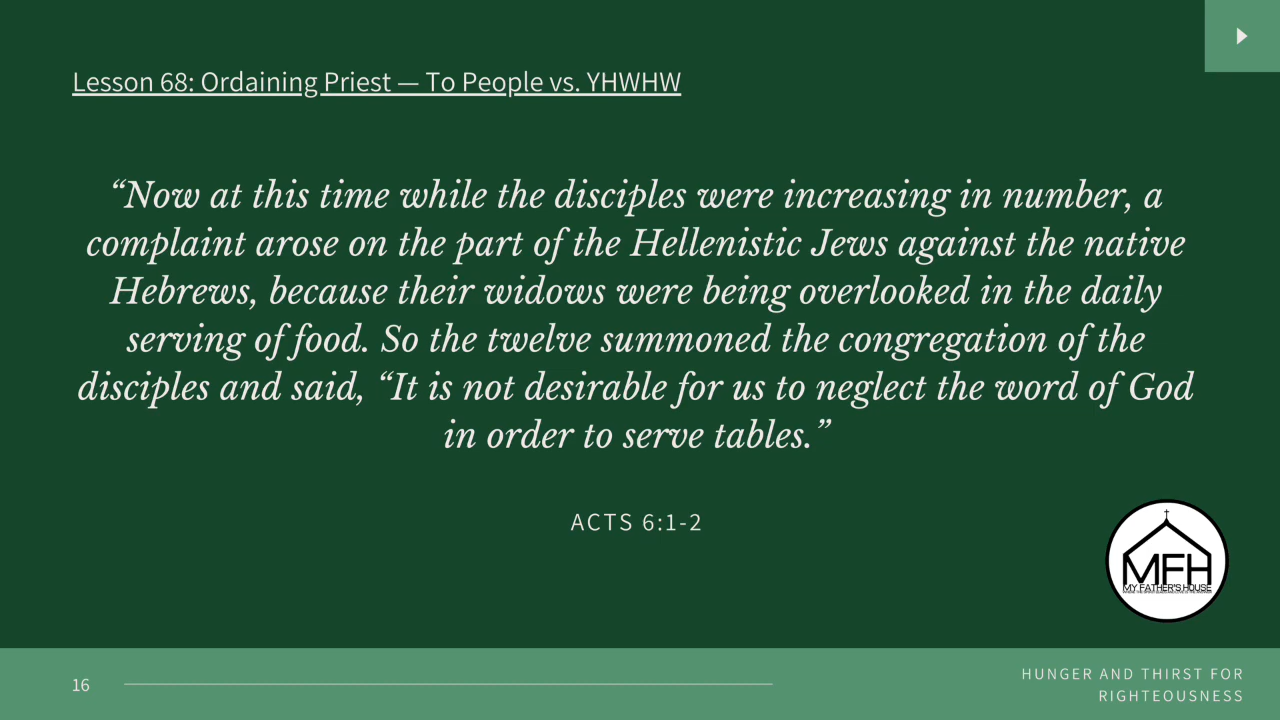 Lesson 68: Ordaining Priest — To People vs. YHWHW
“Now at this time while the disciples were increasing in number, a
complaint arose on the part of the Hellenistic Jews against the native
Hebrews, because their widows were being overlooked in the daily
serving of food. So the twelve summoned the congregation of the
disciples and said, “It is not desirable for us to neglect the word of God
in order to serve tables.”
ACTS 6:1-2
MFH
MY FATHER'S HOUSE
16
HUNGER AND THIRST FOR
RIGHTEOUSNESS